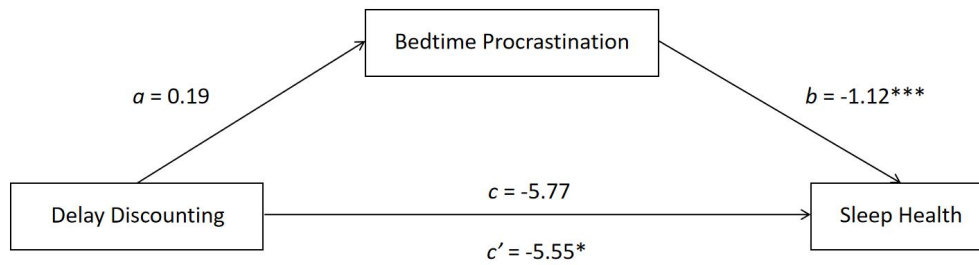 Bedtime Procrastination
a = 0.19
b = -1.12***
Delay Discounting
c = -5.77
Sleep Health
c′ = -5.55*